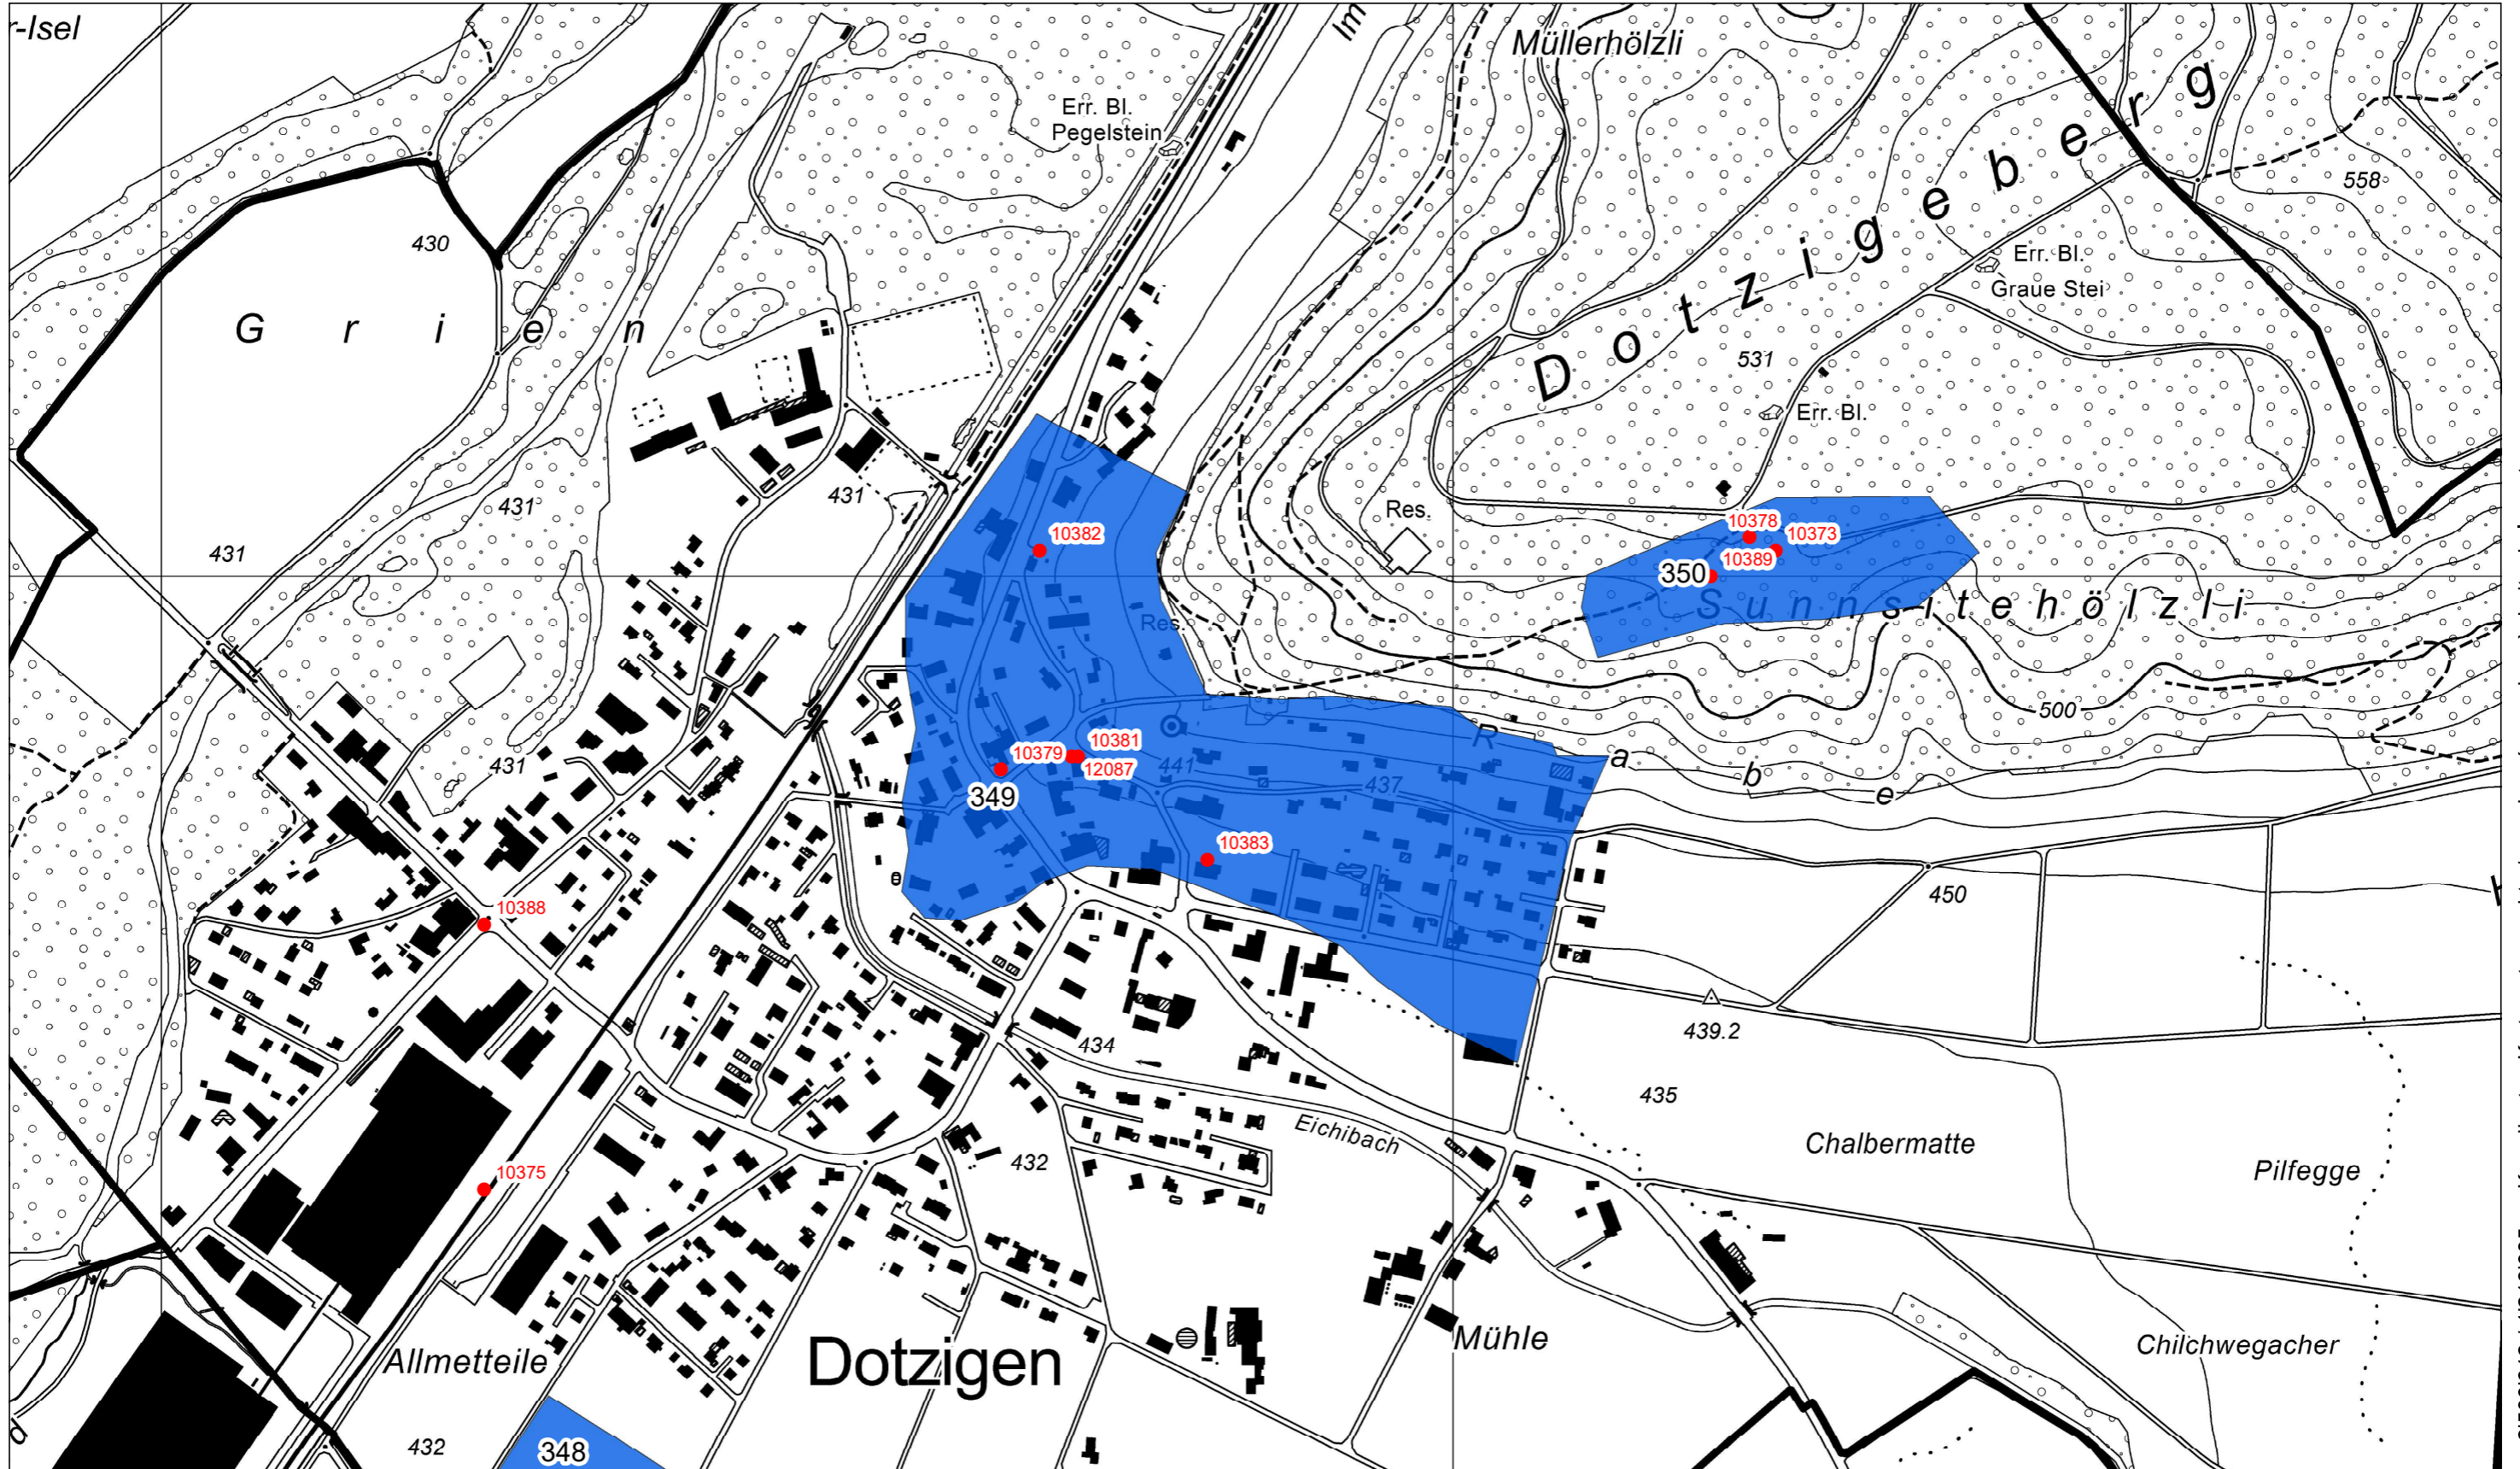 r-Isel
Im
Müllerhölzli
Err. Bl.
Pegelstein
558
430
Dotzigeberg
Err. Bl.
Graue Stei
Grien
531
Err. Bl.
431
431
Res.
10382
10378
10373
431
10389
350
Sunnsitehölzli
Res.
500
10379
10381
Rabe
431
12087
441
437
349
10383
450
10388
439.2
434
435
Eichibach
Chalbermatte
432
Pilfegge
10375
Dotzigen
Mühle
Chilchwegacher
Allmetteile
d
432
348